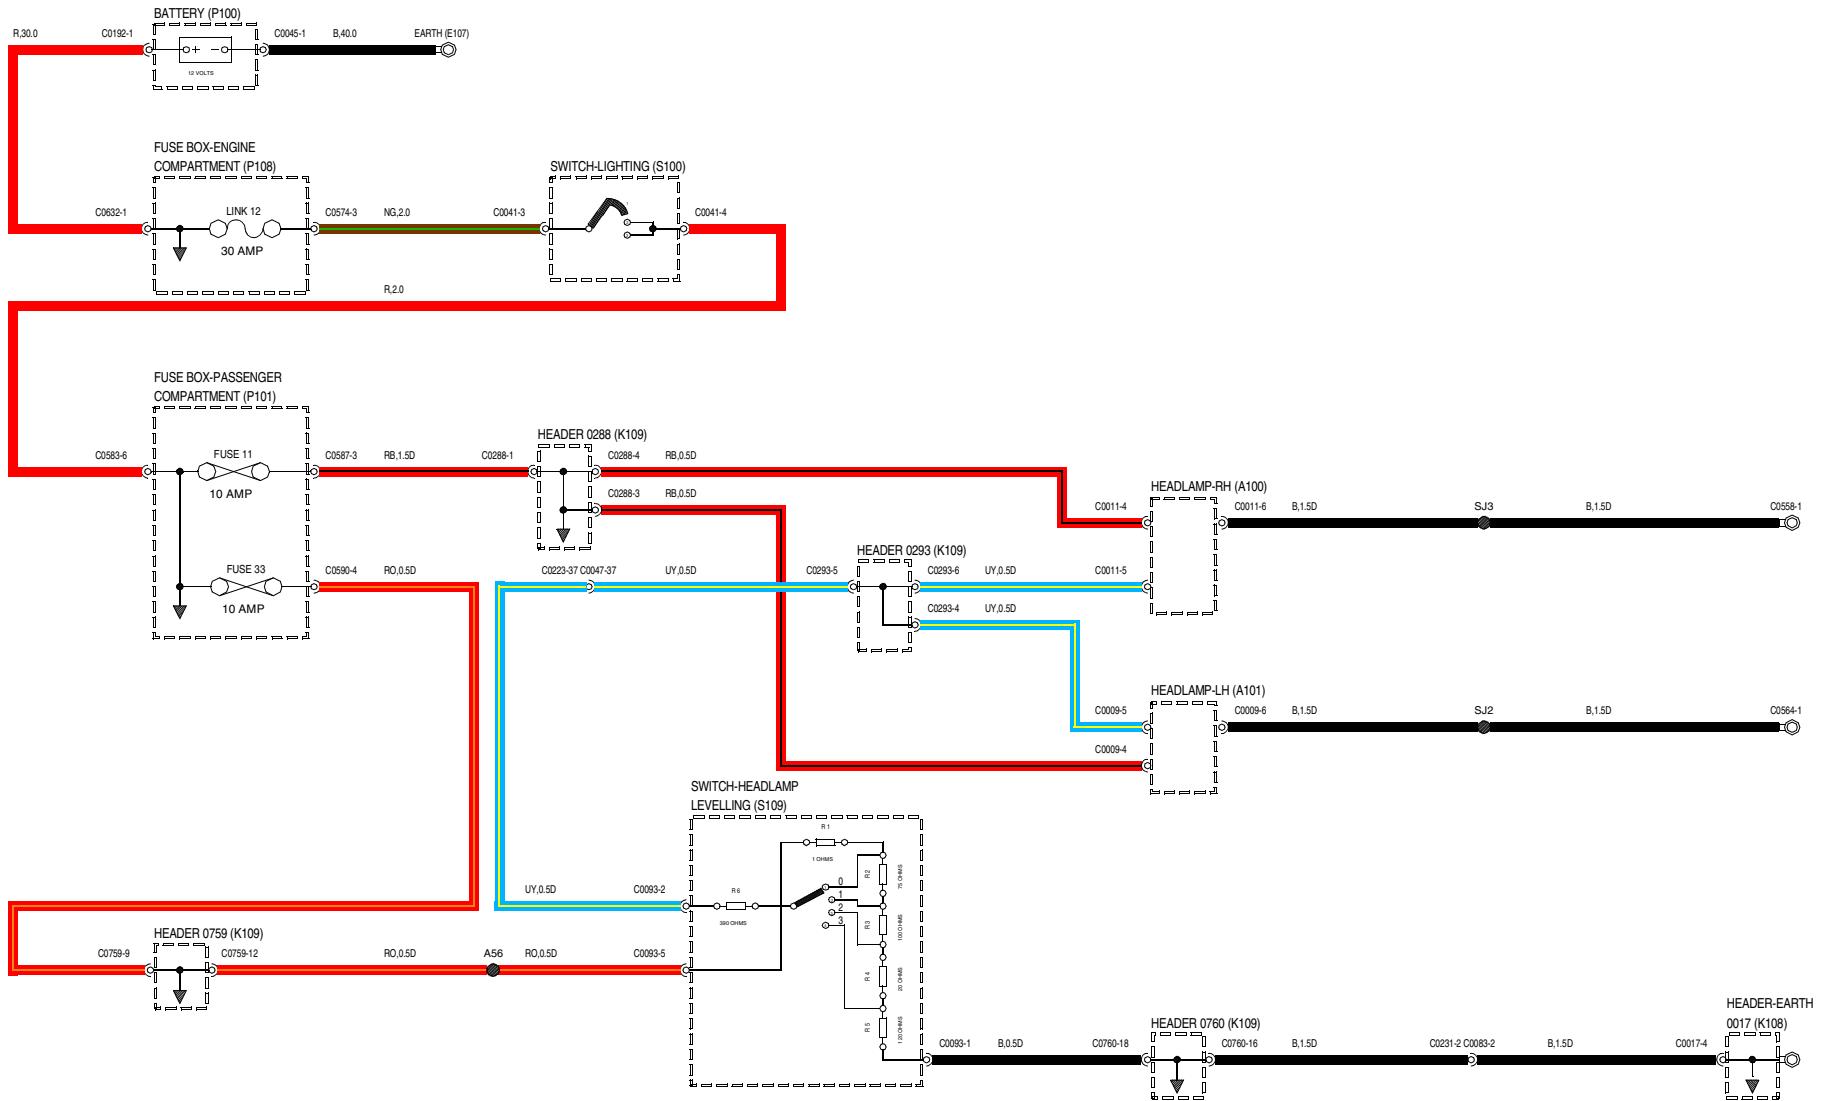 BATTERY (P100)
R,30.0
C0192-1
C0045-1
B,40.0
EARTH (E107)
+ -
12 VOLTS
FUSE BOX-ENGINE
COMPARTMENT (P108)
SWITCH-LIGHTING (S100)
C0632-1
LINK 12
C0574-3
NG,2.0
C0041-3
C0041-4
30 AMP
R,2.0
FUSE BOX-PASSENGER
COMPARTMENT (P101)
HEADER 0288 (K109)
C0583-6
FUSE 11
C0587-3
RB,1.5D
C0288-1
C0288-4
RB,0.5D
10 AMP
C0288-3
RB,0.5D
HEADLAMP-RH (A100)
C0011-4
C0011-6
B,1.5D
SJ3
B,1.5D
C0558-1
HEADER 0293 (K109)
FUSE 33
C0590-4
RO,0.5D
C0223-37 C0047-37
UY,0.5D
C0293-5
C0293-6
UY,0.5D
C0011-5
10 AMP
C0293-4
UY,0.5D
HEADLAMP-LH (A101)
C0009-5
C0009-6
B,1.5D
SJ2
B,1.5D
C0564-1
C0009-4
SWITCH-HEADLAMP
LEVELLING (S109)
R 1
1 OHMS
R2
75 OHMS
UY,0.5D
C0093-2
R 6
390 OHMS
0
1
2
3
R3
100 OHMS
HEADER 0759 (K109)
C0759-9
C0759-12
RO,0.5D
A56
RO,0.5D
C0093-5
R 4
20 OHMS
R 5
120 OHMS
HEADER-EARTH
0017 (K108)
HEADER 0760 (K109)
C0093-1
B,0.5D
C0760-18
C0760-16
B,1.5D
C0231-2 C0083-2
B,1.5D
C0017-4